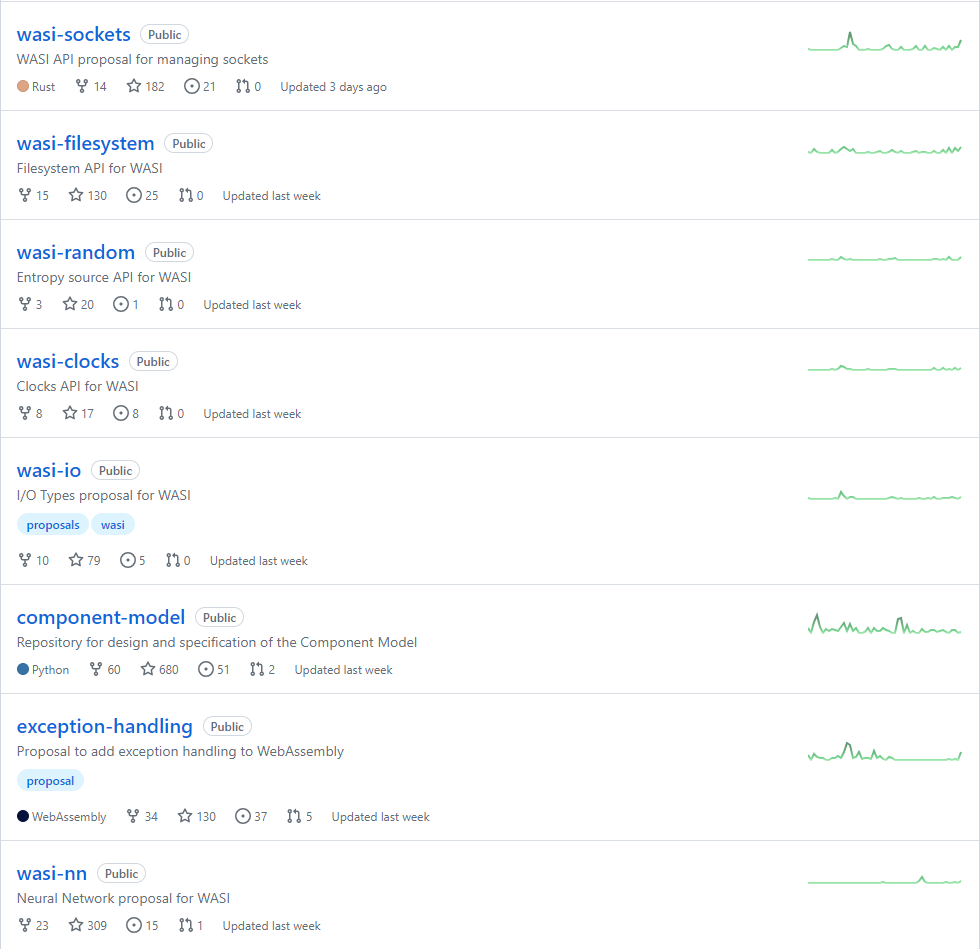 wasi-sockets Public
WASI API proposal for managing sockets
Rust 14 182 21 0 Updated 3 days ago
wasi-filesystem Public
Filesystem API for WASI
15 130 25 0 Updated last week
wasi-random Public
Entropy source API for WASI
3 20 1 0 Updated last week
wasi-clocks Public
Clocks API for WASI
8 17 8 0 Updated last week
wasi-io Public
I/O Types proposal for WASI
proposals wasi
10 79 5 0 Updated last week
component-model Public
Repository for design and specification of the Component Model
Python 60 680 51 2 Updated last week
exception-handling Public
Proposal to add exception handling to WebAssembly
proposal
WebAssembly 34 130 37 5 Updated last week
wasi-nn Public
Neural Network proposal for WASI
23 309 15 1 Updated last week